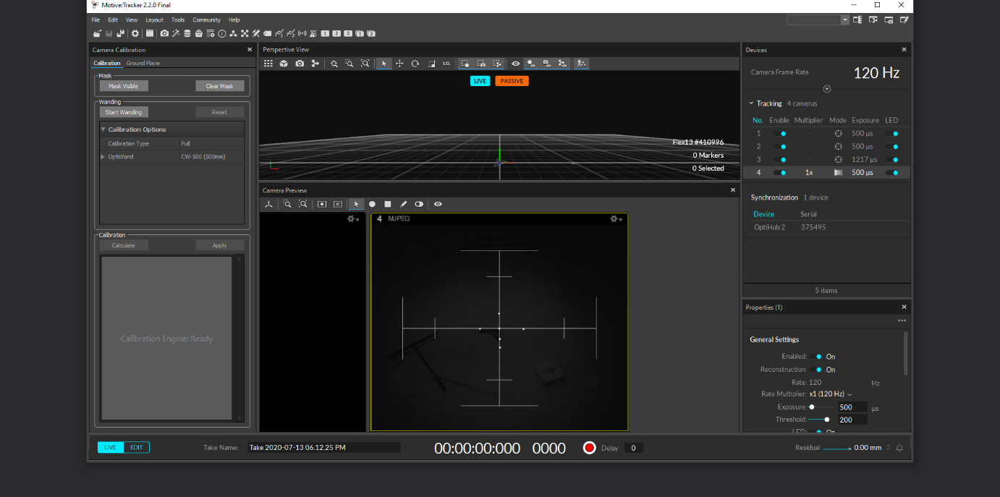 Motive:Tracker 2.2.0 Final
File Edit View Layout Tools Community Help
1 2 3 1 2
Camera Calibration
Calibration Ground Plane
Mask
Mask Visible Clear Mask
Wanding
Start Wanding Reset
Calibration Options
Calibration Type Full
OptiWand CW-500 (500mm)
Calibration
Calculate Apply
Calibration Engine: Ready
Perspective View
LCL
LIVE PASSIVE
Flex13 #410996
0 Markers
0 Selected
Camera Preview
4 MJPEG
Devices
Camera Frame Rate 120 Hz
Tracking 4 cameras
No. Enable Multiplier Mode Exposure LED
1 - 500 µs
2 - 500 µs
3 - 1217 µs
4 1x 500 µs
Synchronization 1 device
Device Serial
OptiHub 2 375495
5 items
Properties (1)
General Settings
Enabled: On
Reconstruction: On
Rate: 120 Hz
Rate Multiplier: x1 (120 Hz)
Exposure: 500 µs
Threshold: 200
LED: On
LIVE EDIT Take Name: Take 2020-07-13 06.12.25 PM 00:00:00:000 0000 Delay 0 Residual 0.00 mm